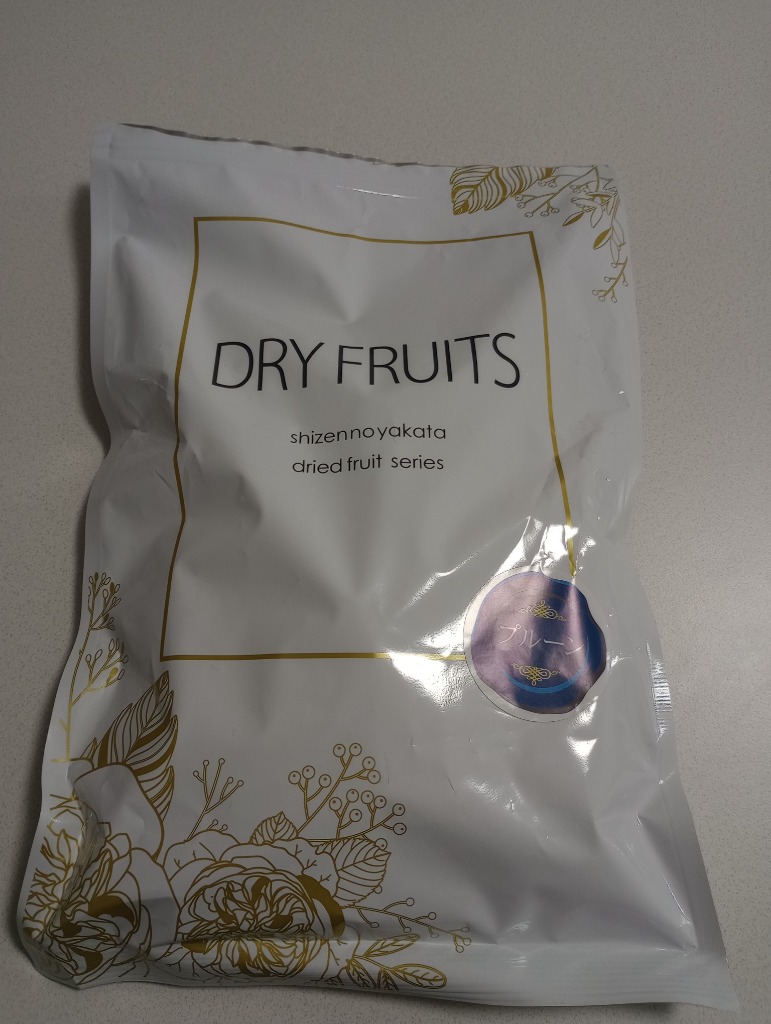 DRY FRUITS
shizennoyakata
dried fruit series
プルーン